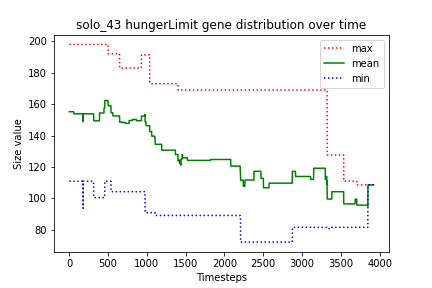 solo_43 hungerLimit gene distribution over time
max
mean
min
Size value
200
180
160
140
120
100
80
0
500
1000
1500
2000
2500
3000
3500
4000
Timesteps